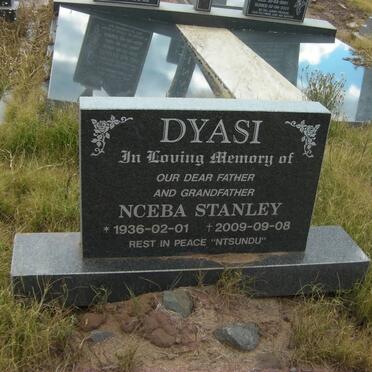 DYASI
In Loving Memory of
OUR DEAR FATHER
AND GRANDFATHER
NCEBA STANLEY
* 1936-02-01 † 2009-09-08
REST IN PEACE "NTSUNDU"